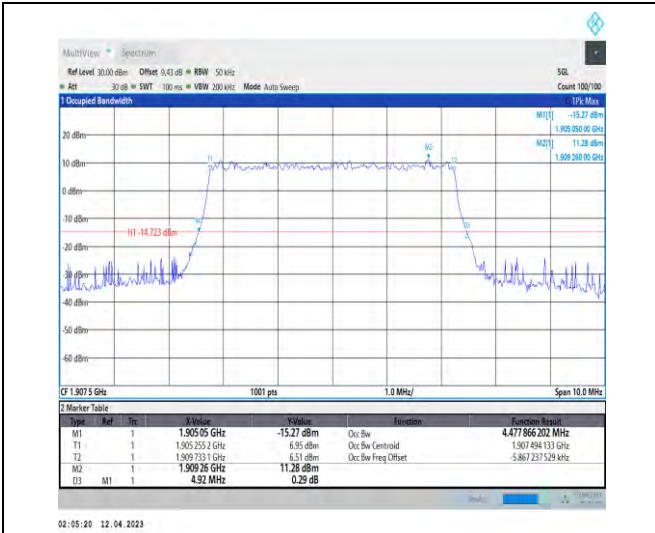 MultiView Spectrum
Ref Level 30.00 dBm Offset 9.43 dB RBW 50 kHz SGL
Att 30 dB SWT 100 ms VBW 200 kHz Mode Auto Sweep Count 100/100
1 Occupied Bandwidth 1Pk Max
M1[1] -15.27 dBm
1.905 050 00 GHz
20 dBm
M2[1] 11.28 dBm
1.909 260 00 GHz
M2
T1 T2
10 dBm
0 dBm
-10 dBm
M1 D3
H1 -14.723 dBm
-20 dBm
-30 dBm
-40 dBm
-50 dBm
-60 dBm
CF 1.907 5 GHz 1001 pts 1.0 MHz/ Span 10.0 MHz
2 Marker Table
Type Ref Trc X-Value Y-Value Function Function Result
M1 1 1.905 05 GHz -15.27 dBm Occ Bw 4.477 866 202 MHz
T1 1 1.905 255 2 GHz 6.95 dBm Occ Bw Centroid 1.907 494 133 GHz
T2 1 1.909 733 1 GHz 6.51 dBm Occ Bw Freq Offset -5.867 237 529 kHz
M2 1 1.909 26 GHz 11.28 dBm
D3 M1 1 4.92 MHz 0.29 dB
02:05:20 12.04.2023